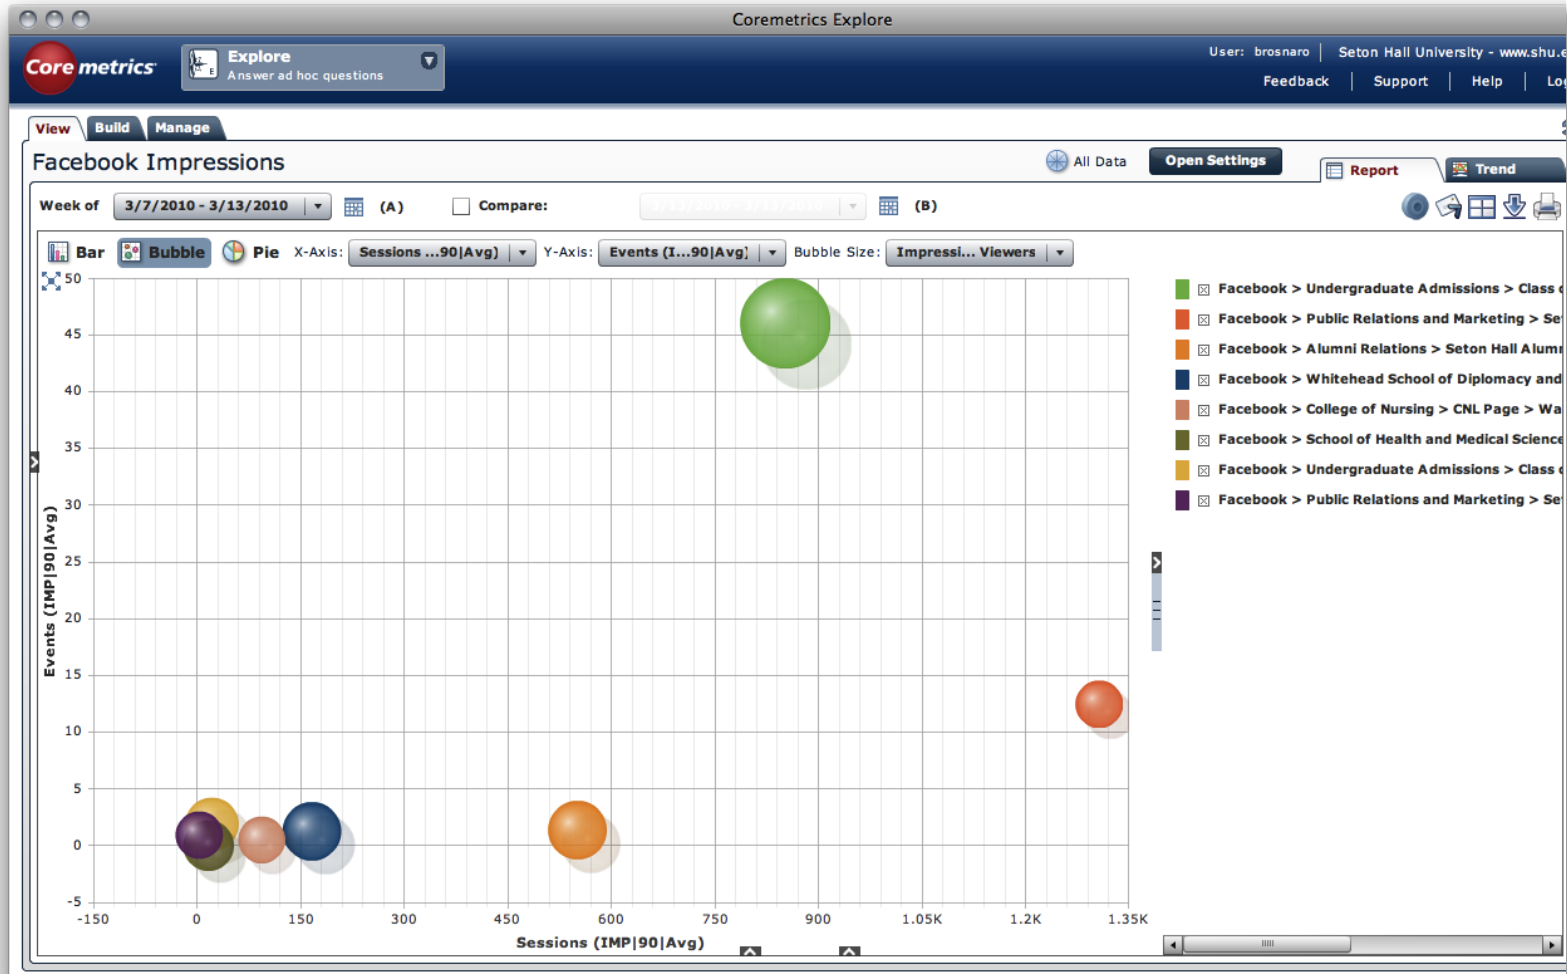 Coremetrics Explore
Coremetrics
Explore
Answer ad hoc questions
User: brosnaro
Seton Hall University - www.shu.e
Feedback
Support
Help
Log
View
Build
Manage
Facebook Impressions
All Data
Open Settings
Report
Trend
Week of
3/7/2010 - 3/13/2010
(A)
Compare:
(B)
Bar
Bubble
Pie
X-Axis:
Sessions ...90|Avg)
Y-Axis:
Events (I...90|Avg)
Bubble Size:
Impressi... Viewers
50
45
40
35
30
25
20
15
10
5
0
-5
Events (IMP|90|Avg)
-150
0
150
300
450
600
750
900
1.05K
1.2K
1.35K
Sessions (IMP|90|Avg)
Facebook > Undergraduate Admissions > Class
Facebook > Public Relations and Marketing > Se
Facebook > Alumni Relations > Seton Hall Alumn
Facebook > Whitehead School of Diplomacy and
Facebook > College of Nursing > CNL Page > Wa
Facebook > School of Health and Medical Science
Facebook > Undergraduate Admissions > Class
Facebook > Public Relations and Marketing > Se